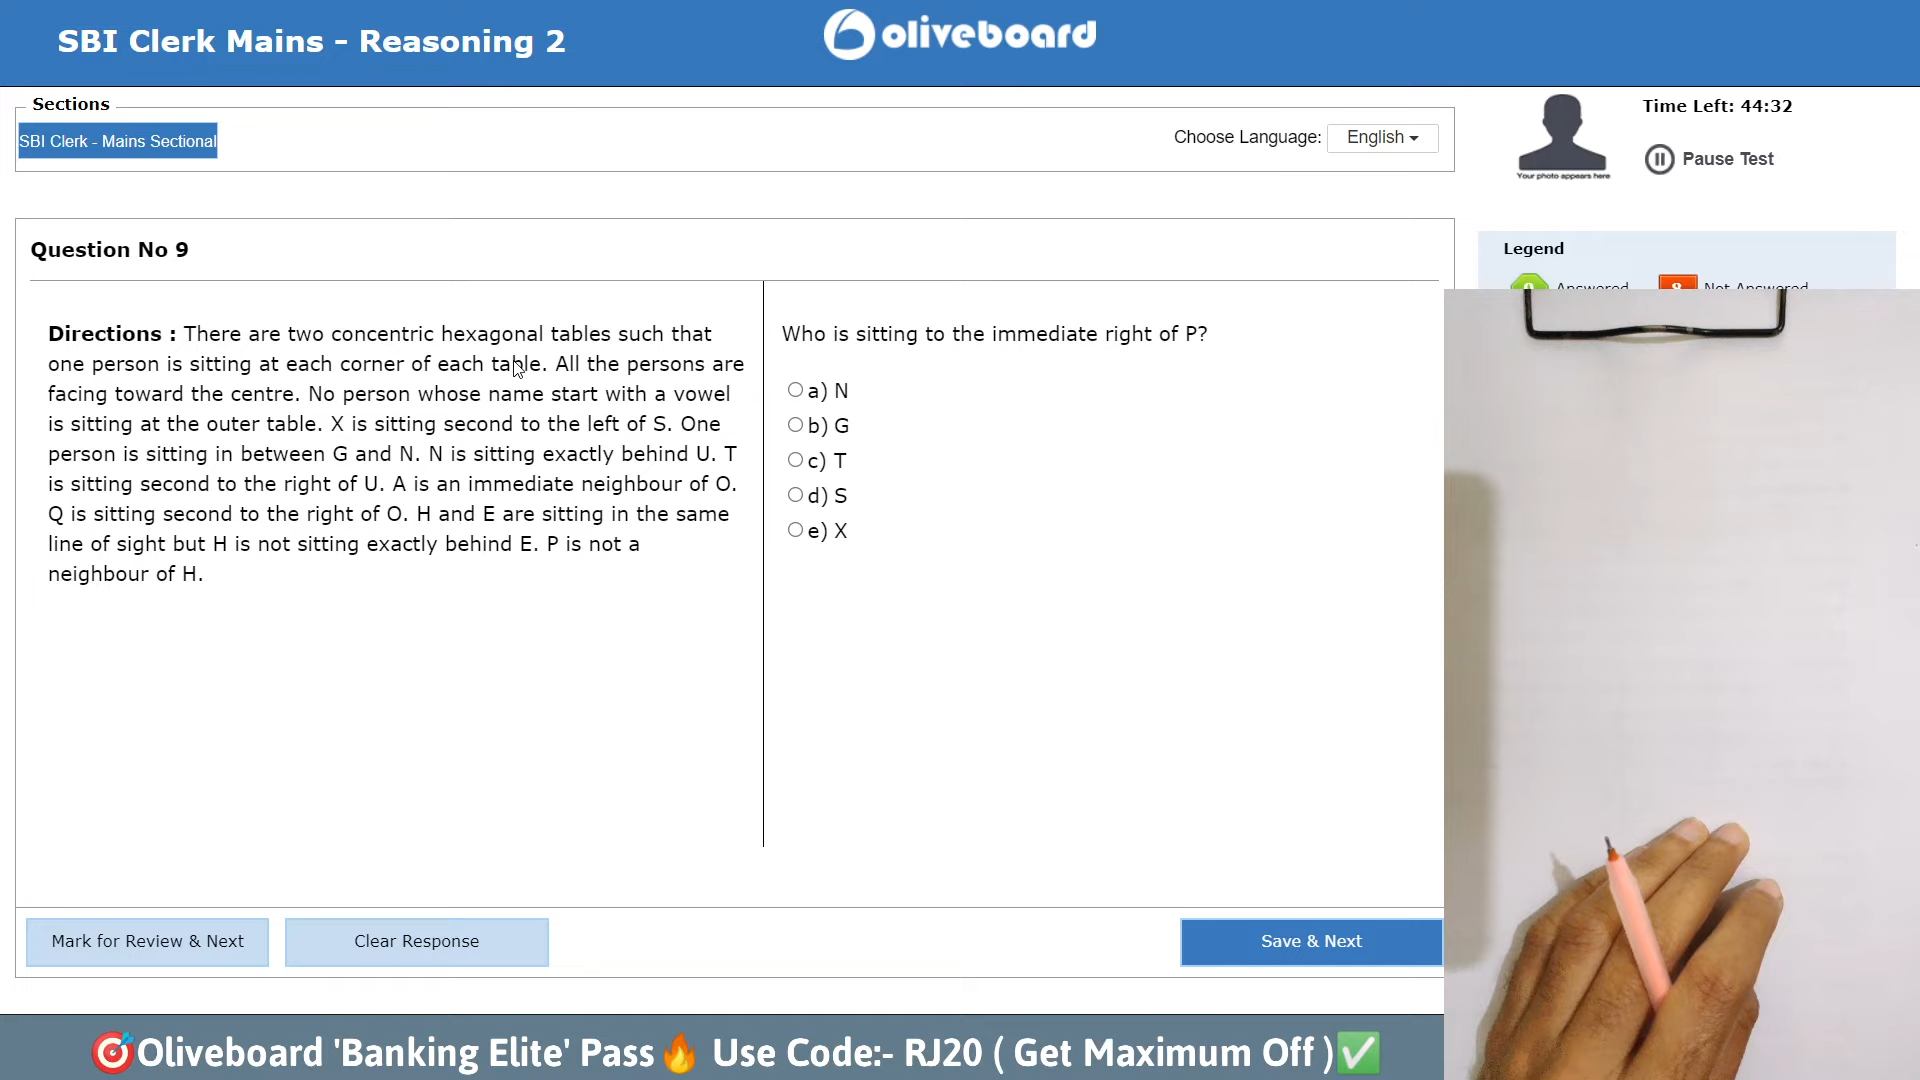 SBI Clerk Mains - Reasoning 2
oliveboard
Sections
SBI Clerk - Mains Sectional
Choose Language: English
Your photo appears here
Time Left: 44:32
Pause Test
Question No 9
Legend
Answered
Not Answered
Directions : There are two concentric hexagonal tables such that
one person is sitting at each corner of each table. All the persons are
facing toward the centre. No person whose name start with a vowel
is sitting at the outer table. X is sitting second to the left of S. One
person is sitting in between G and N. N is sitting exactly behind U. T
is sitting second to the right of U. A is an immediate neighbour of O.
Q is sitting second to the right of O. H and E are sitting in the same
line of sight but H is not sitting exactly behind E. P is not a
neighbour of H.
Who is sitting to the immediate right of P?
a) N
b) G
c) T
d) S
e) X
Mark for Review & Next
Clear Response
Save & Next
🎯Oliveboard 'Banking Elite' Pass🔥 Use Code:- RJ20 ( Get Maximum Off )✅